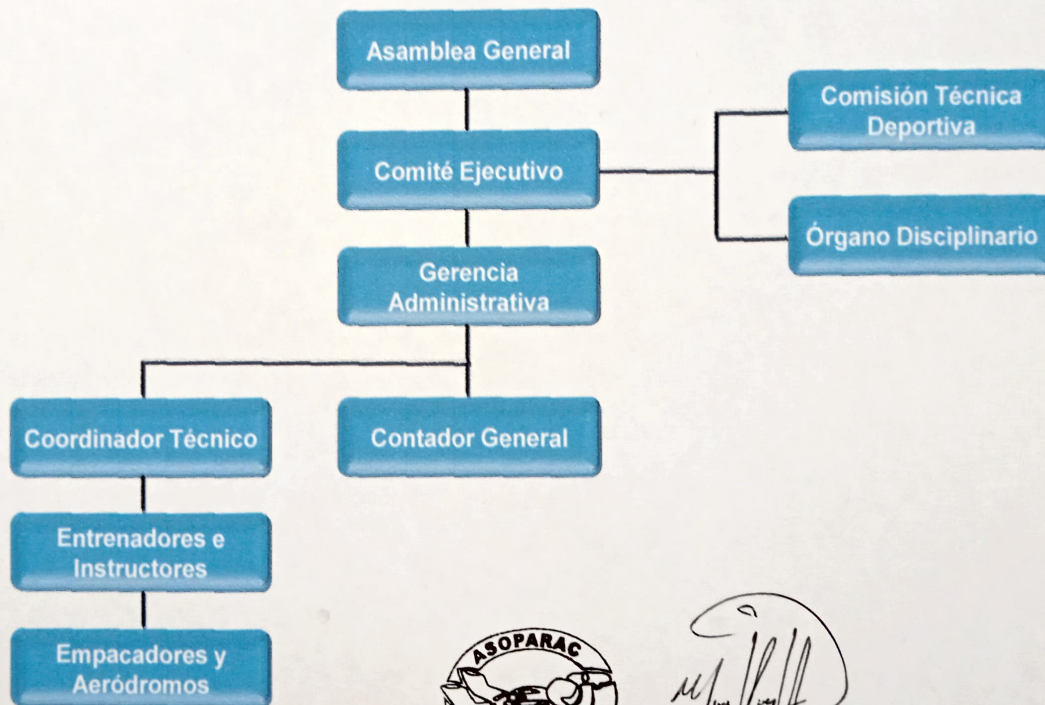 Asamblea General
Comisión Técnica
Deportiva
Comité Ejecutivo
Órgano Disciplinario
Gerencia
Administrativa
Coordinador Técnico
Contador General
Entrenadores e
Instructores
Empacadores y
Aeródromos
ASOPARAC